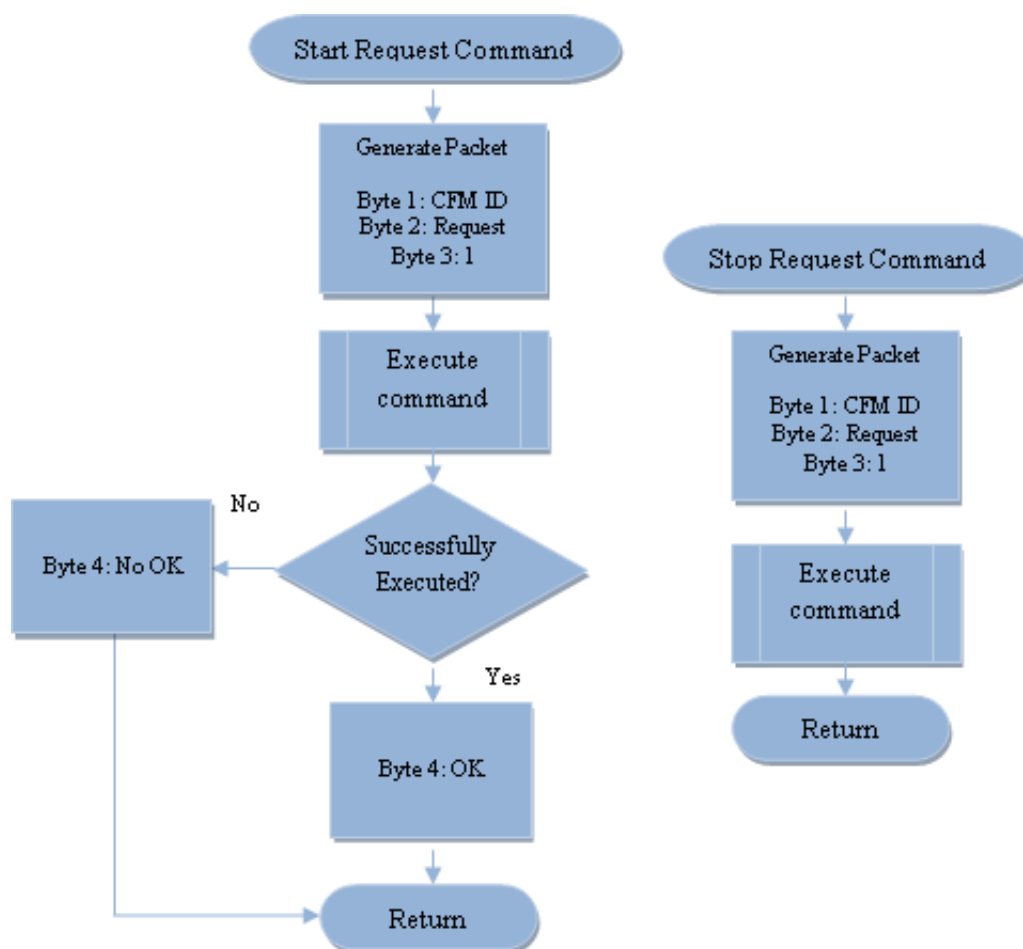 Start Request Command
Generate Packet
Byte 1: CFM ID
Byte 2: Request
Byte 3: 1
Execute
command
Successfully
Executed?
No
Byte 4: No OK
Yes
Byte 4: OK
Return
Stop Request Command
Generate Packet
Byte 1: CFM ID
Byte 2: Request
Byte 3: 1
Execute
command
Return